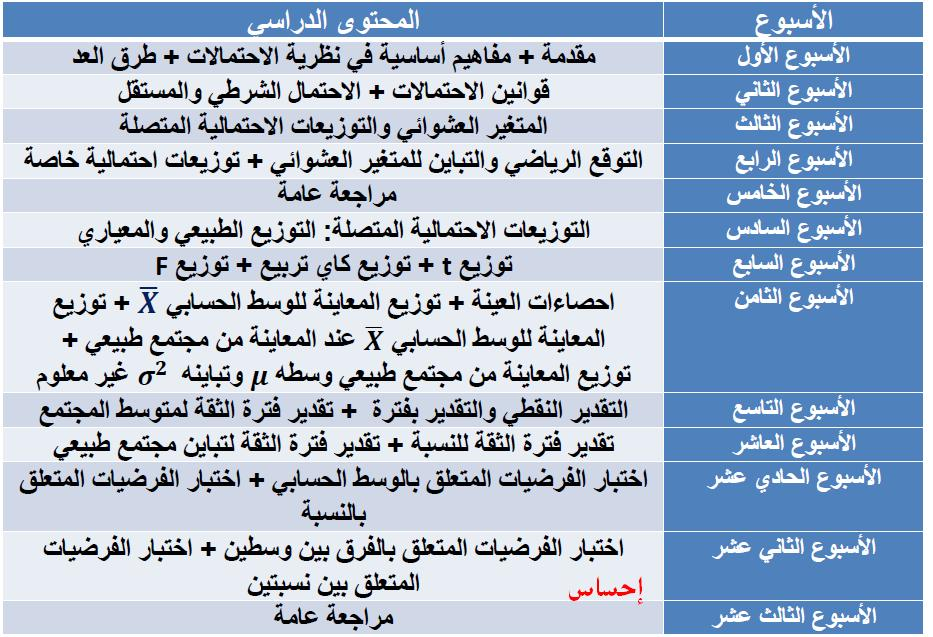 الأسبوع المحتوى الدراسي
الأسبوع الأول مقدمة + مفاهيم أساسية في نظرية الاحتمالات + طرق العد
الأسبوع الثاني قوانين الاحتمالات + الاحتمال الشرطي والمستقل
الأسبوع الثالث المتغير العشوائي والتوزيعات الاحتمالية المتصلة
الأسبوع الرابع التوقع الرياضي والتباين للمتغير العشوائي + توزيعات احتمالية خاصة
الأسبوع الخامس مراجعة عامة
الأسبوع السادس التوزيعات الاحتمالية المتصلة: التوزيع الطبيعي والمعياري
الأسبوع السابع توزيع t + توزيع كاي تربيع + توزيع F
الأسبوع الثامن احصاءات العينة + توزيع المعاينة للوسط الحسابي X̅ + توزيع
المعاينة للوسط الحسابي X̅ عند المعاينة من مجتمع طبيعي +
توزيع المعاينة من مجتمع طبيعي وسطه μ وتباينه σ² غير معلوم
الأسبوع التاسع التقدير النقطي والتقدير بفترة + تقدير فترة الثقة لمتوسط المجتمع
الأسبوع العاشر تقدير فترة الثقة للنسبة + تقدير فترة الثقة لتباين مجتمع طبيعي
الأسبوع الحادي عشر اختبار الفرضيات المتعلق بالوسط الحسابي + اختبار الفرضيات المتعلق
بالنسبة
الأسبوع الثاني عشر اختبار الفرضيات المتعلق بالفرق بين وسطين + اختبار الفرضيات
المتعلق بين نسبتين
إحساس
الأسبوع الثالث عشر مراجعة عامة